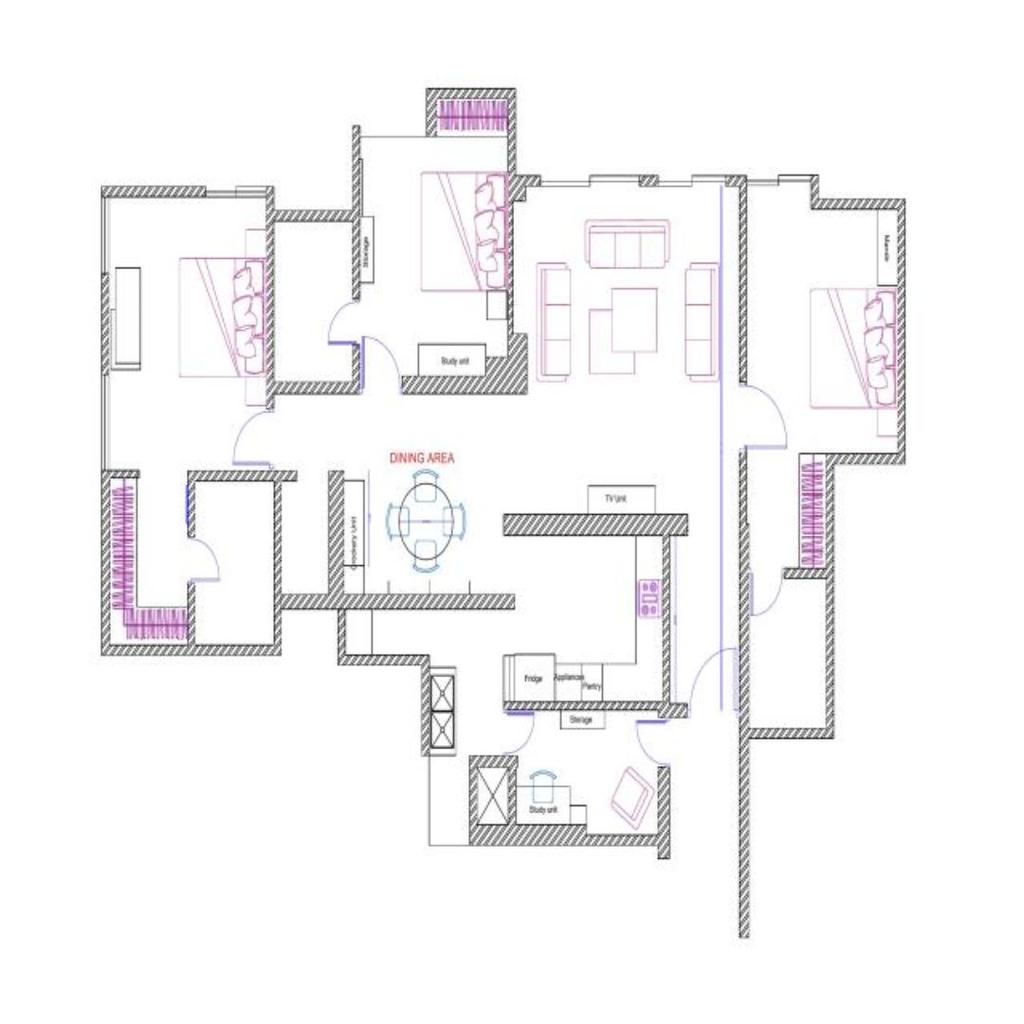 Storage
Mandir
Study unit
DINING AREA
TV Unit
Crockery Unit
Fridge
Appliances
Pantry
Storage
Study unit